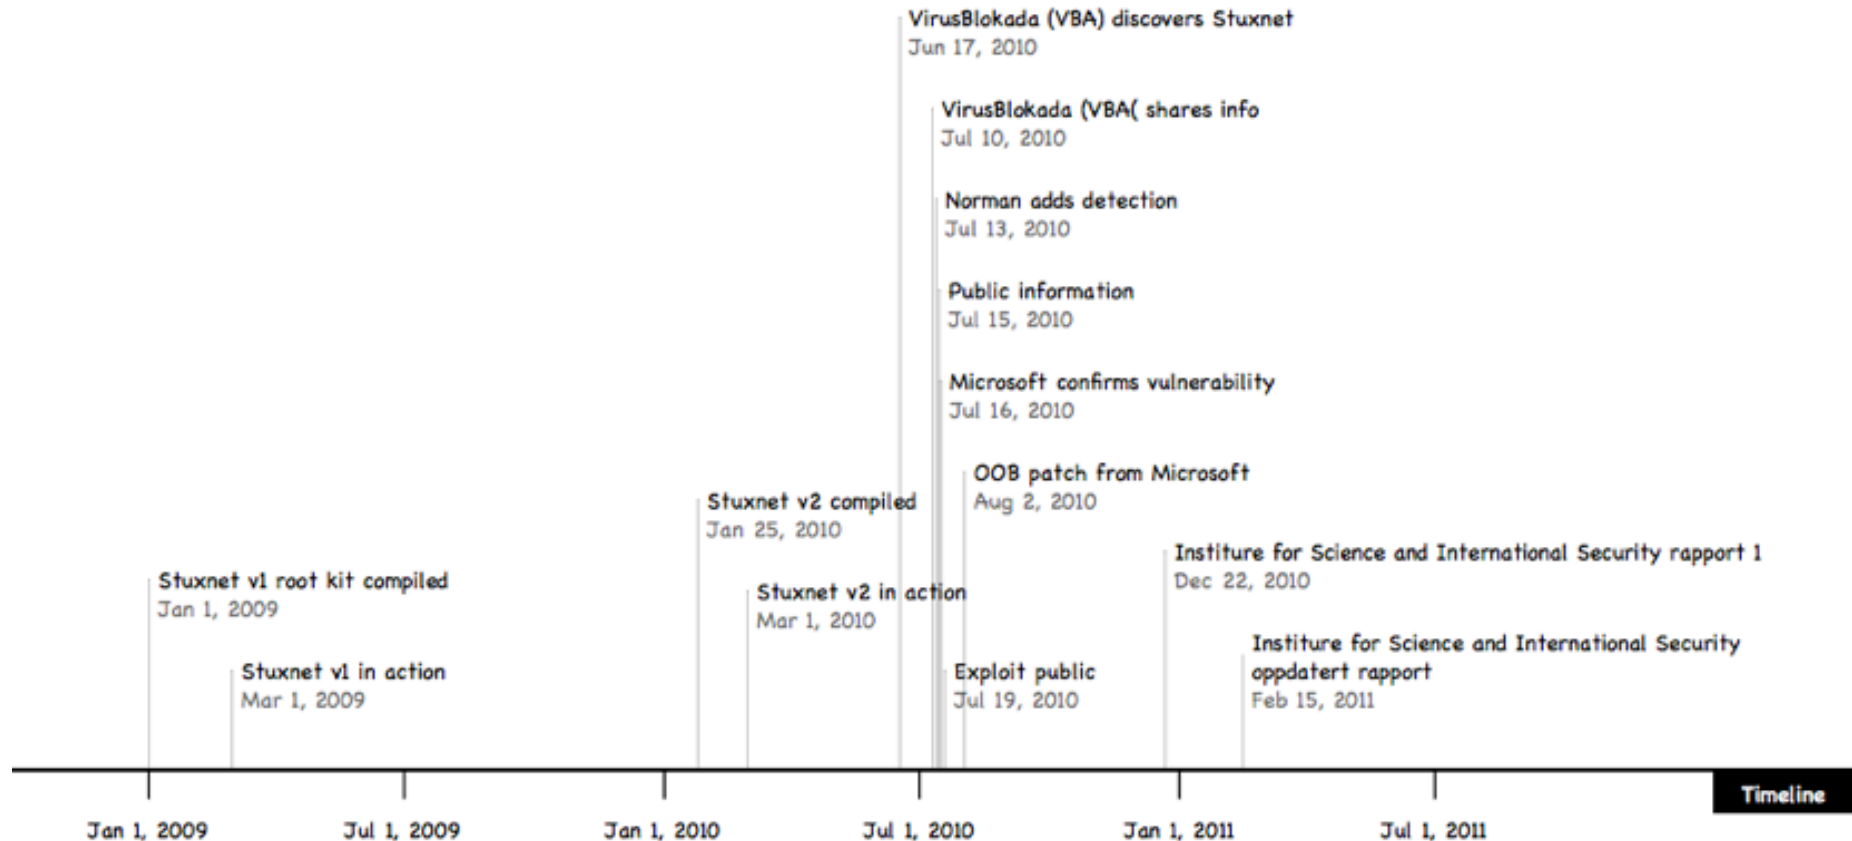 VirusBlokada (VBA) discovers Stuxnet
Jun 17, 2010
VirusBlokada (VBA( shares info
Jul 10, 2010
Norman adds detection
Jul 13, 2010
Public information
Jul 15, 2010
Microsoft confirms vulnerability
Jul 16, 2010
OOB patch from Microsoft
Aug 2, 2010
Stuxnet v2 compiled
Jan 25, 2010
Institure for Science and International Security rapport 1
Dec 22, 2010
Stuxnet v1 root kit compiled
Jan 1, 2009
Stuxnet v2 in action
Mar 1, 2010
Institure for Science and International Security
oppdatert rapport
Feb 15, 2011
Stuxnet v1 in action
Mar 1, 2009
Exploit public
Jul 19, 2010
Timeline
Jan 1, 2009
Jul 1, 2009
Jan 1, 2010
Jul 1, 2010
Jan 1, 2011
Jul 1, 2011